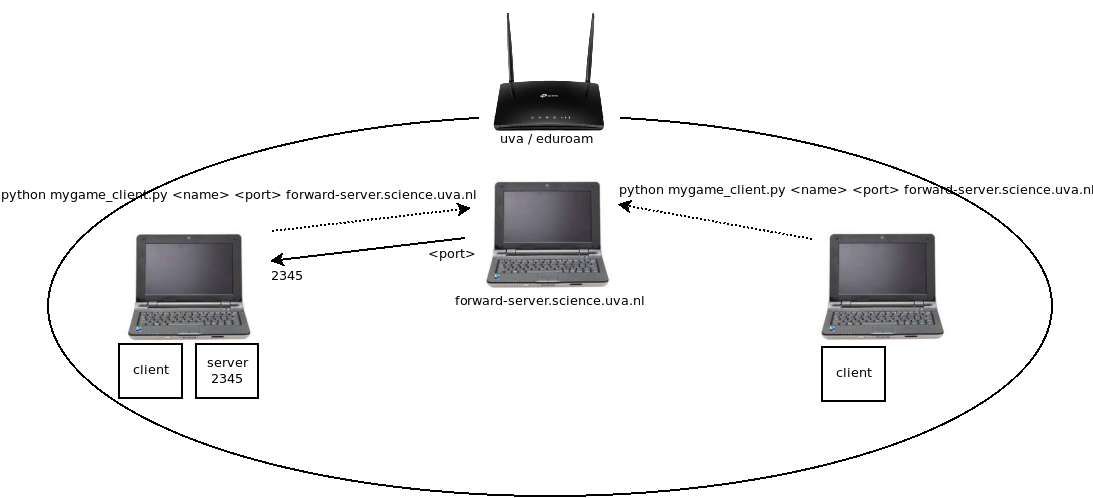 uva / eduroam
python mygame_client.py <name> <port> forward-server.science.uva.nl
python mygame_client.py <name> <port> forward-server.science.uva.nl
<port>
2345
forward-server.science.uva.nl
client
server
2345
client